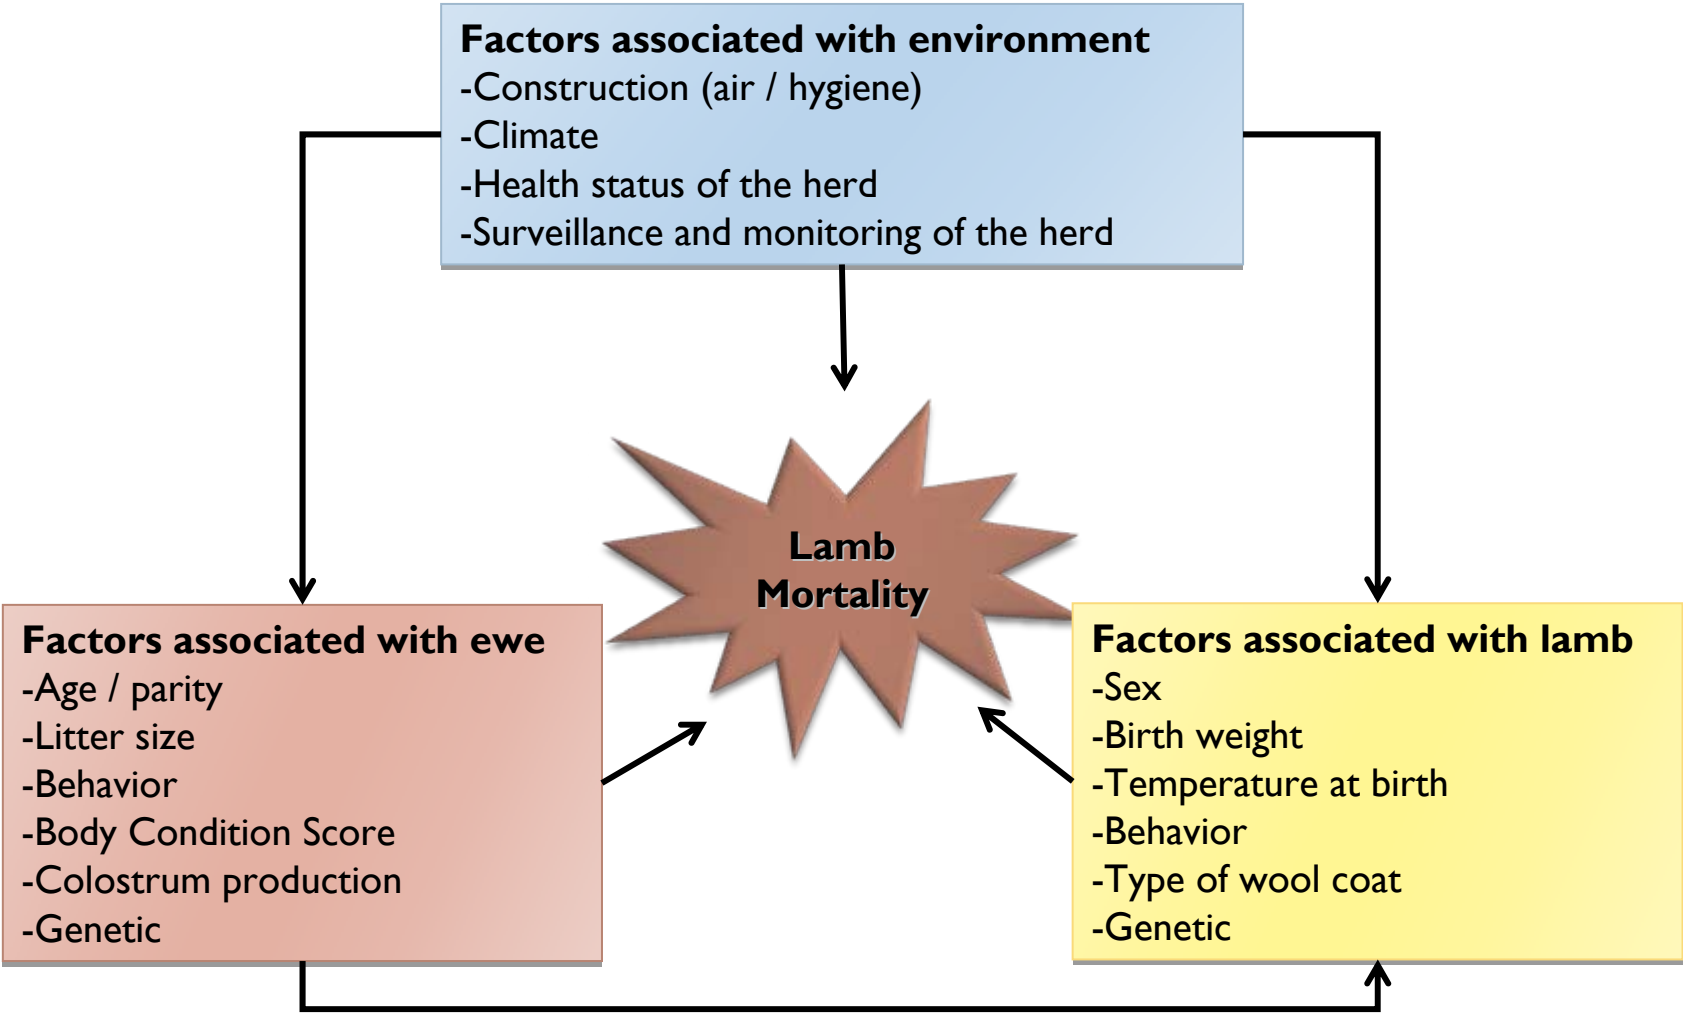 Factors associated with environment
-Construction (air / hygiene)
-Climate
-Health status of the herd
-Surveillance and monitoring of the herd
Lamb
Mortality
Factors associated with ewe
-Age / parity
-Litter size
-Behavior
-Body Condition Score
-Colostrum production
-Genetic
Factors associated with lamb
-Sex
-Birth weight
-Temperature at birth
-Behavior
-Type of wool coat
-Genetic